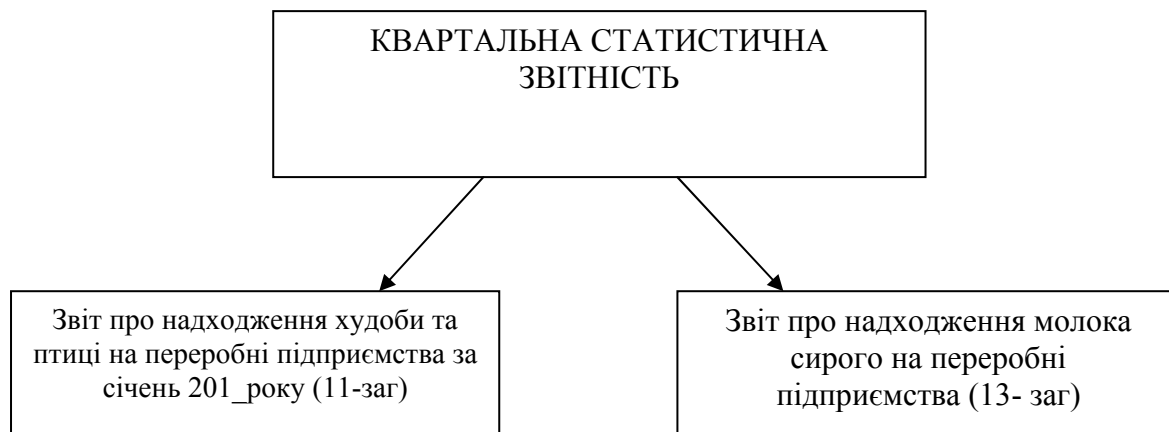 КВАРТАЛЬНА СТАТИСТИЧНА
ЗВІТНІСТЬ
Звіт про надходження худоби та
птиці на переробні підприємства за
січень 201_року (11-заг)
Звіт про надходження молока
сирого на переробні
підприємства (13- заг)